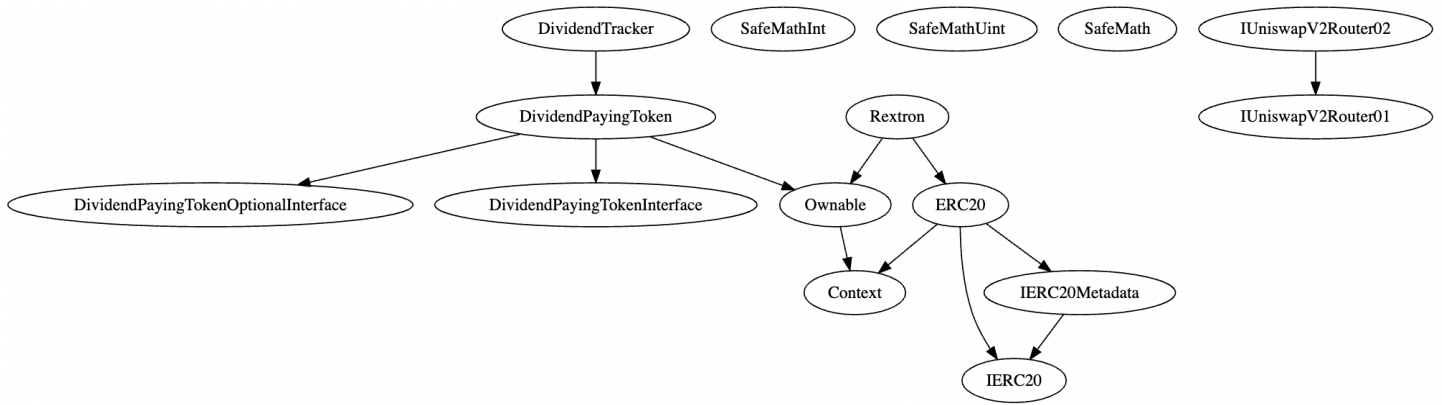 DividendTracker
SafeMathInt
SafeMathUint
SafeMath
IUniswapV2Router02
DividendPayingToken
Rextron
IUniswapV2Router01
DividendPayingTokenOptionalInterface
DividendPayingTokenInterface
Ownable
ERC20
Context
IERC20Metadata
IERC20